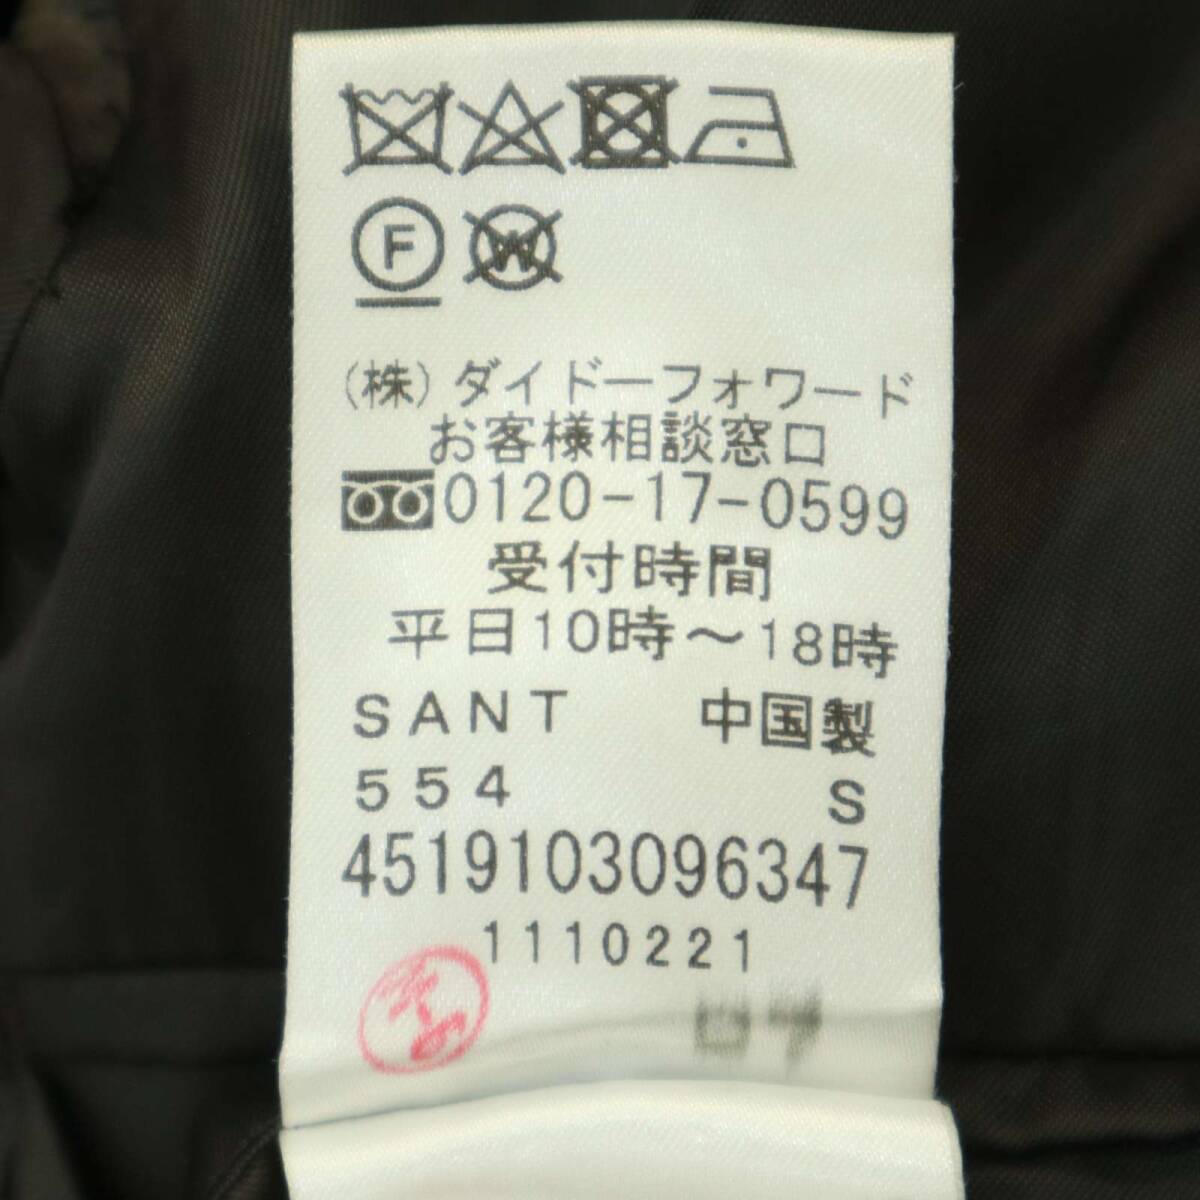 F W
(株)ダイドーフォワード
お客様相談窓口
0120-17-0599
受付時間
平日10時～18時
SANT 中国製
554 S
4519103096347
1110221